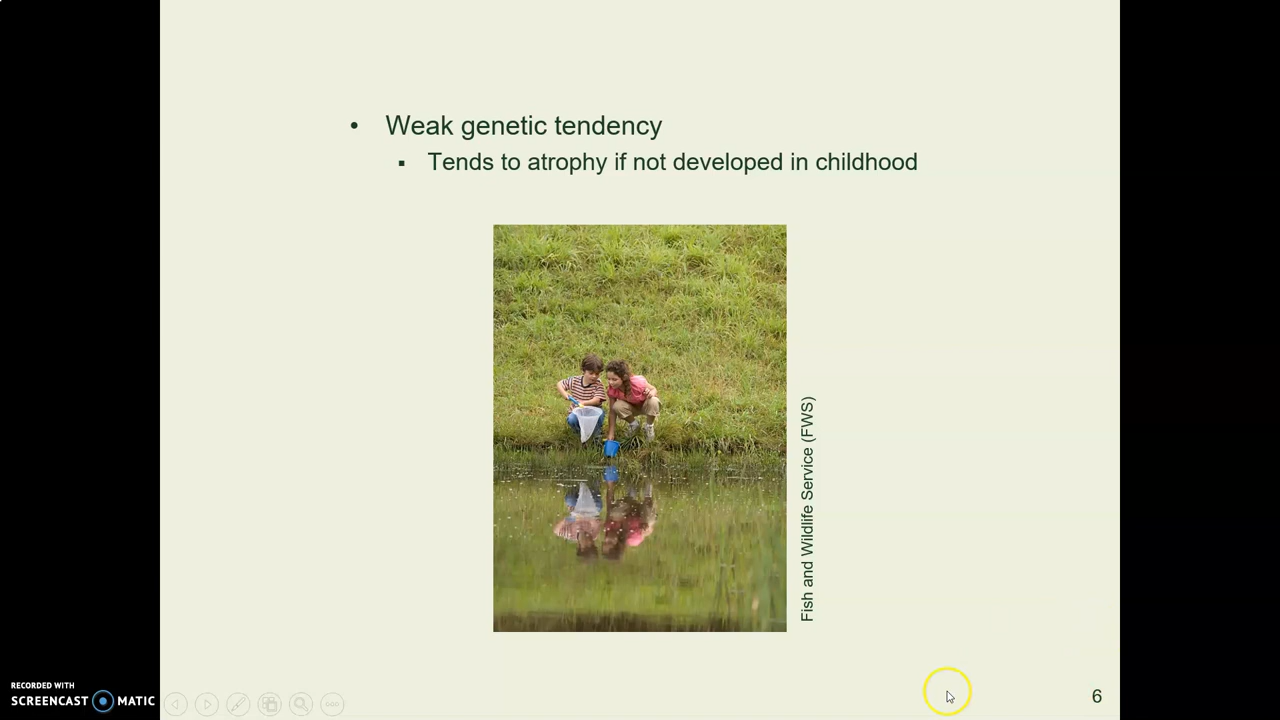 • Weak genetic tendency
▪ Tends to atrophy if not developed in childhood
Fish and Wildlife Service (FWS)
RECORDED WITH
SCREENCAST MATIC
6